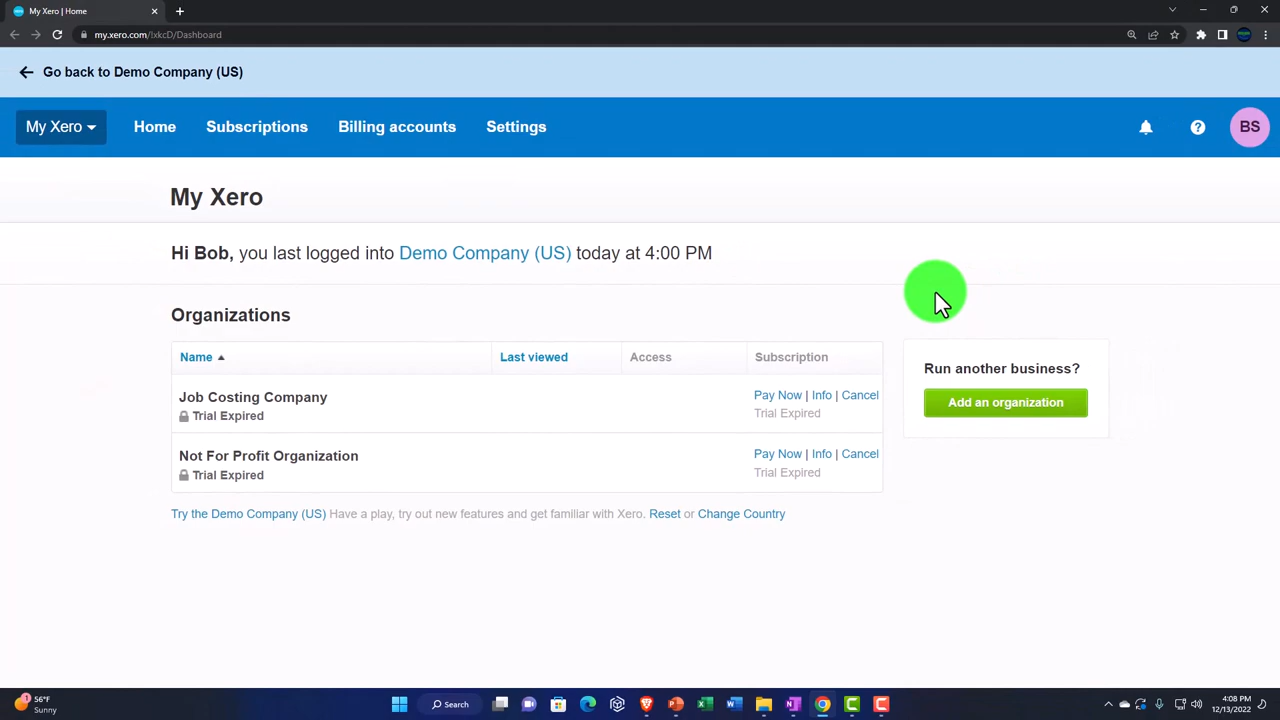 My Xero | Home
my.xero.com/!xkcD/Dashboard
Go back to Demo Company (US)
My Xero Home Subscriptions Billing accounts Settings BS
My Xero
Hi Bob, you last logged into Demo Company (US) today at 4:00 PM
Organizations
Name Last viewed Access Subscription
Run another business?
Add an organization
Job Costing Company Pay Now | Info | Cancel
Trial Expired Trial Expired
Not For Profit Organization Pay Now | Info | Cancel
Trial Expired Trial Expired
Try the Demo Company (US) Have a play, try out new features and get familiar with Xero. Reset or Change Country
1 56°F
Sunny
Search
4:08 PM
12/13/2022